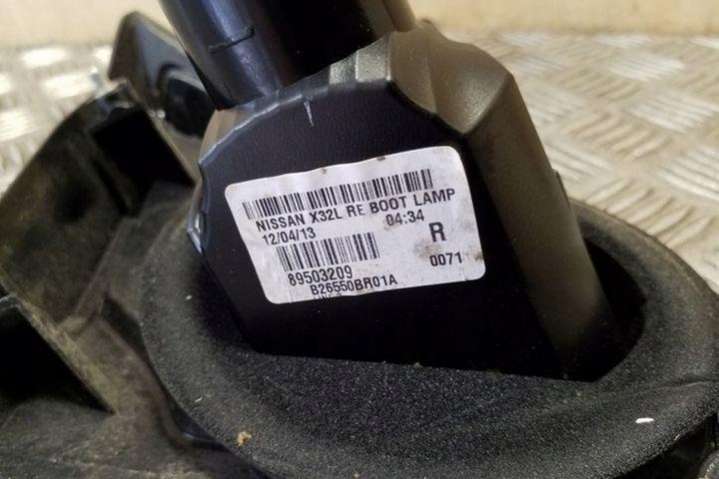 NISSAN X32L RE BOOT LAMP
12/04/13 04:34
R
89503209 0071
B26550BR01A